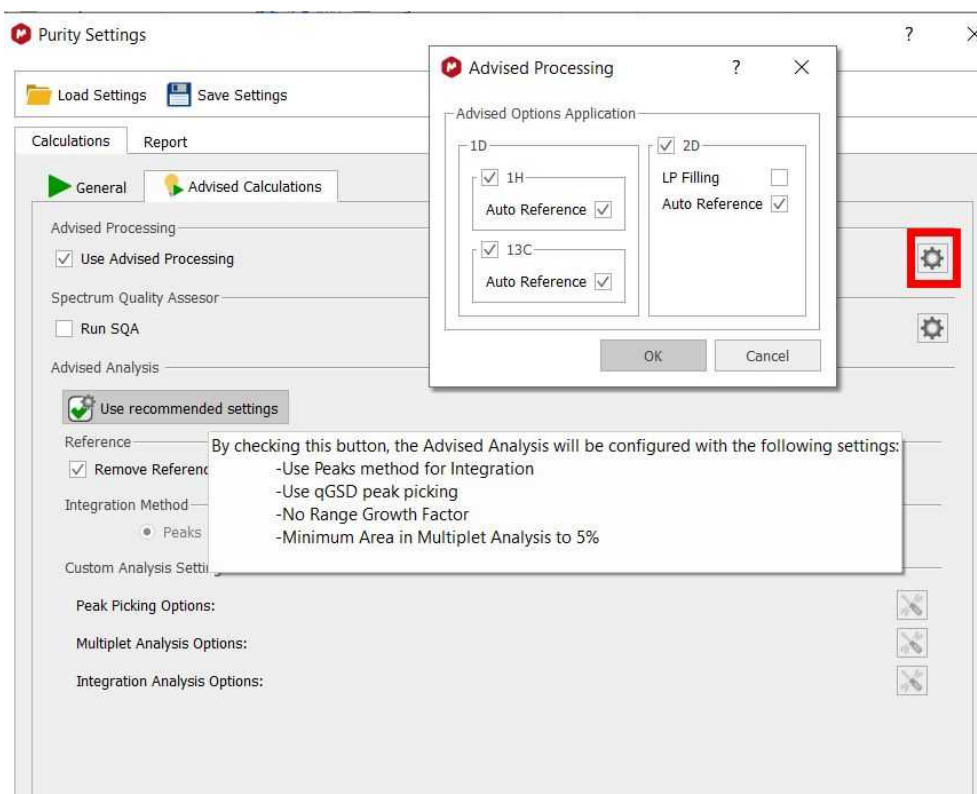 Purity Settings
?
Load Settings
Save Settings
Calculations
Report
General
Advised Calculations
Advised Processing
Use Advised Processing
Spectrum Quality Assesor
Run SQA
Advised Analysis
Use recommended settings
Reference
Remove Referenc
Integration Method
Peaks
Custom Analysis
Peak Picking Options:
Multiplet Analysis Options:
Integration Analysis Options:
By checking this button, the Advised Analysis will be configured with the following settings:
-Use Peaks method for Integration
-Use qGSD peak picking
-No Range Growth Factor
-Minimum Area in Multiplet Analysis to 5%
Advised Processing
?
Advised Options Application
1D
1H
Auto Reference
13C
Auto Reference
2D
LP Filling
Auto Reference
OK
Cancel